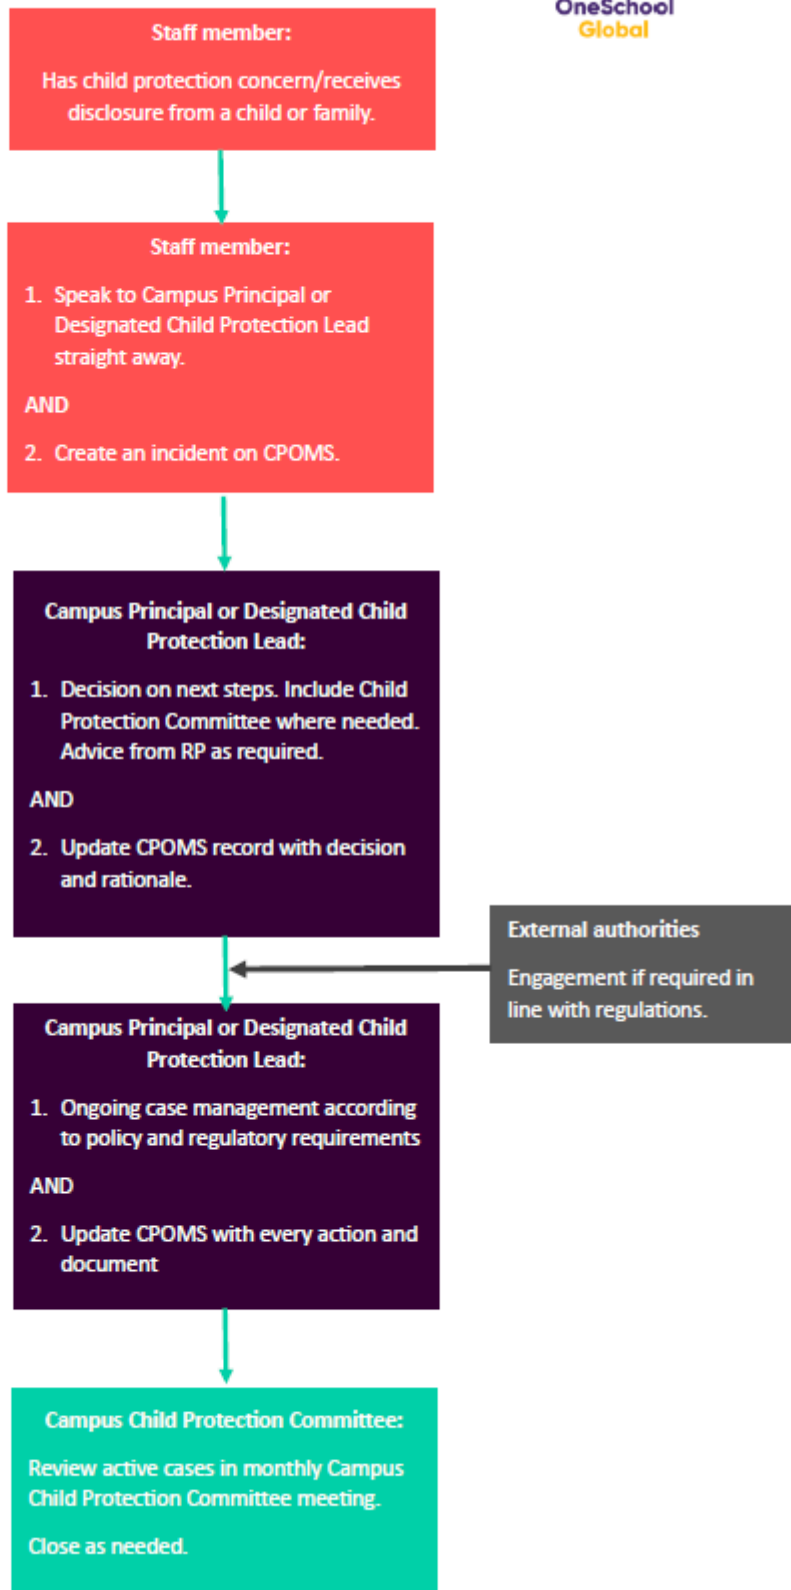 OneSchool
Global
Staff member:
Has child protection concern/receives
disclosure from a child or family.
Staff member:
1. Speak to Campus Principal or
Designated Child Protection Lead
straight away.
AND
2. Create an incident on CPOMS.
Campus Principal or Designated Child
Protection Lead:
1. Decision on next steps. Include Child
Protection Committee where needed.
Advice from RP as required.
AND
2. Update CPOMS record with decision
and rationale.
External authorities
Engagement if required in
line with regulations.
Campus Principal or Designated Child
Protection Lead:
1. Ongoing case management according
to policy and regulatory requirements
AND
2. Update CPOMS with every action and
document
Campus Child Protection Committee:
Review active cases in monthly Campus
Child Protection Committee meeting.
Close as needed.